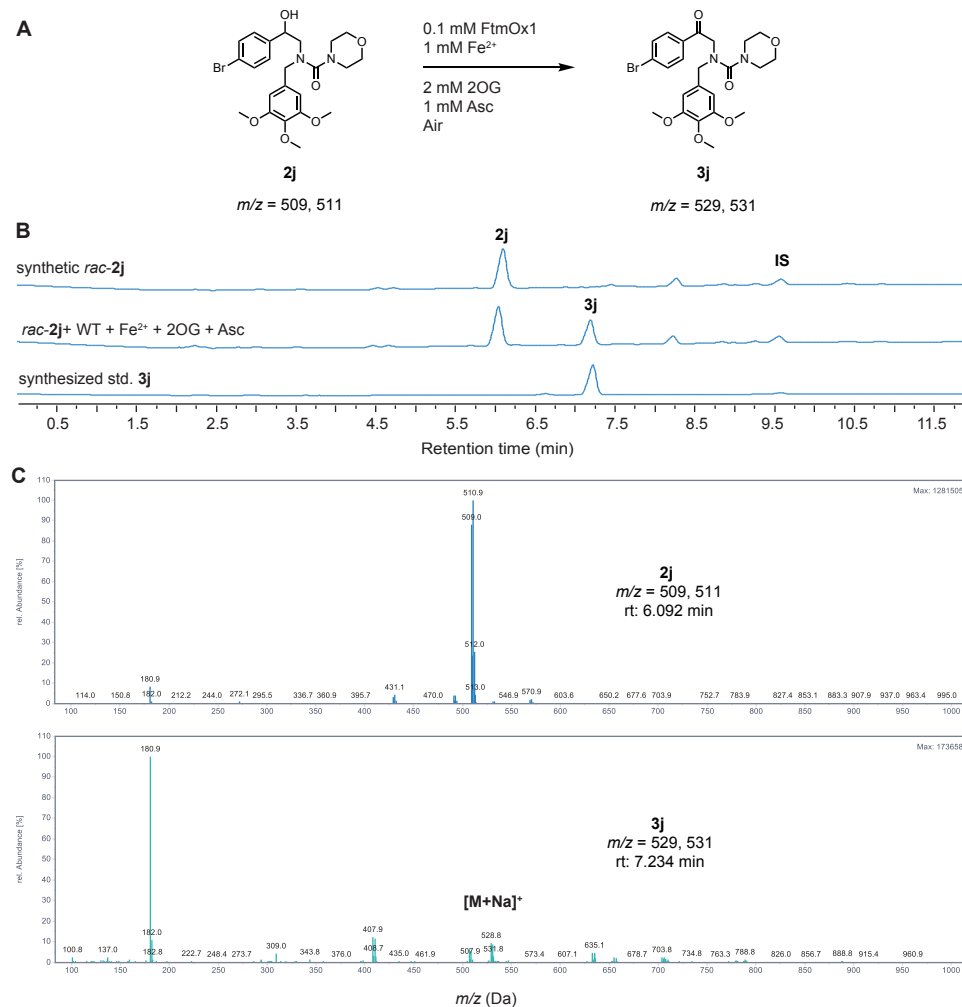 A
OH
Br
N
N
O
O
O
O
O
2j
m/z = 509, 511
0.1 mM FtmOx1
1 mM Fe²⁺
2 mM 2OG
1 mM Asc
Air
O
Br
N
N
O
O
O
O
O
3j
m/z = 529, 531
B
synthetic rac-2j
2j
IS
rac-2j+ WT + Fe²⁺ + 2OG + Asc
3j
synthesized std. 3j
0.5 1.5 2.5 3.5 4.5 5.5 6.5 7.5 8.5 9.5 10.5 11.5
Retention time (min)
C
rel. Abundance [%]
110
100
90
80
70
60
50
40
30
20
10
0
Max: 1281505
510.9
509.0
2j
m/z = 509, 511
rt: 6.092 min
512.0
180.9
114.0 150.8 182.0 212.2 244.0 272.1 295.5 336.7 360.9 395.7 431.1 470.0 513.0 546.9 570.9 603.6 650.2 677.6 703.9 752.7 783.9 827.4 853.1 883.3 907.9 937.0 963.4 995.0
100 150 200 250 300 350 400 450 500 550 600 650 700 750 800 850 900 950 1000
rel. Abundance [%]
110
100
90
80
70
60
50
40
30
20
10
0
Max: 173658
180.9
3j
m/z = 529, 531
rt: 7.234 min
[M+Na]⁺
182.0 407.9 528.8
100.8 137.0 182.8 222.7 248.4 273.7 309.0 343.8 376.0 408.7 435.0 461.9 507.9 531.8 573.4 607.1 635.1 678.7 703.8 734.8 763.3 788.8 826.0 856.7 888.8 915.4 960.9
100 150 200 250 300 350 400 450 500 550 600 650 700 750 800 850 900 950 1000
m/z (Da)